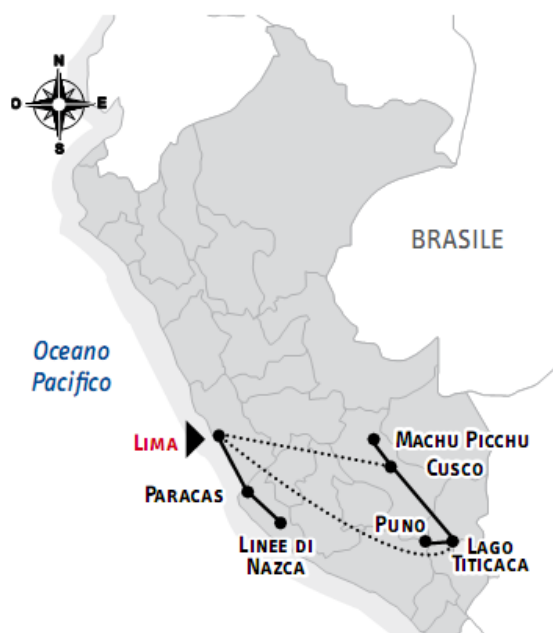 N
O
E
S
BRASILE
Oceano
Pacifico
LIMA
MACHU PICCHU
CUSCO
PARACAS
PUNO
LINEE DI
NAZCA
LAGO
TITICACA